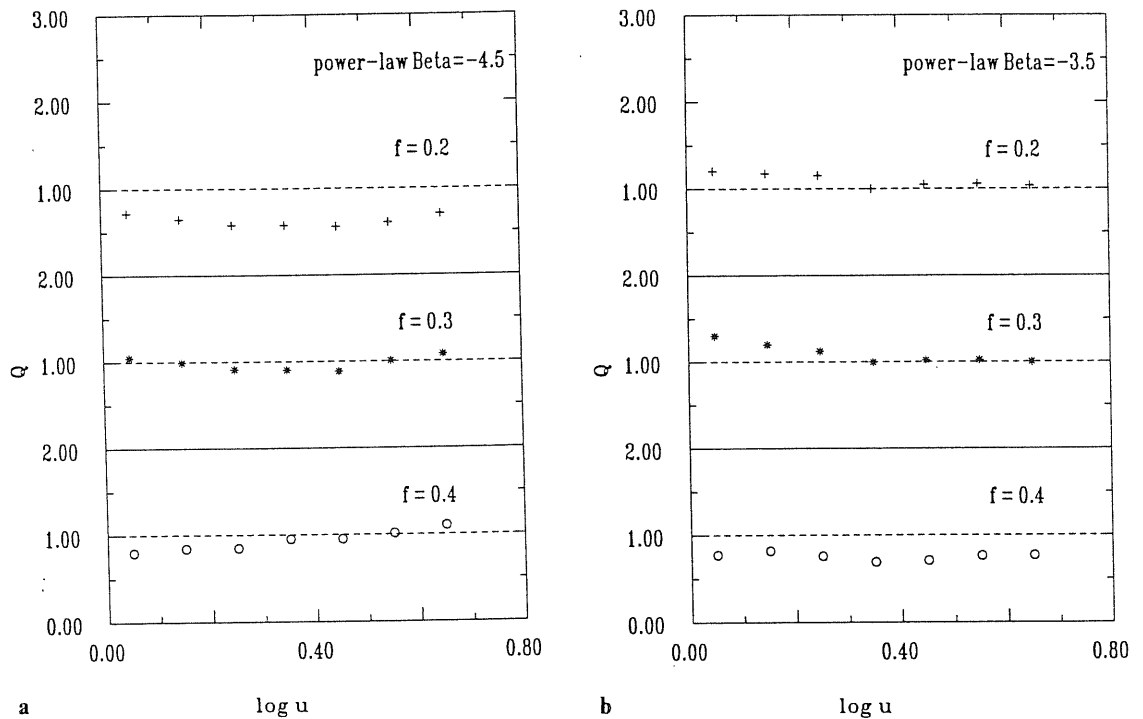 3.00
power-law Beta=-4.5
2.00
f = 0.2
1.00
2.00
f = 0.3
1.00
Q
2.00
f = 0.4
1.00
0.00
0.00 0.40 0.80
a log u
3.00
power-law Beta=-3.5
2.00
f = 0.2
1.00
2.00
f = 0.3
1.00
Q
2.00
f = 0.4
1.00
0.00
0.00 0.40 0.80
b log u